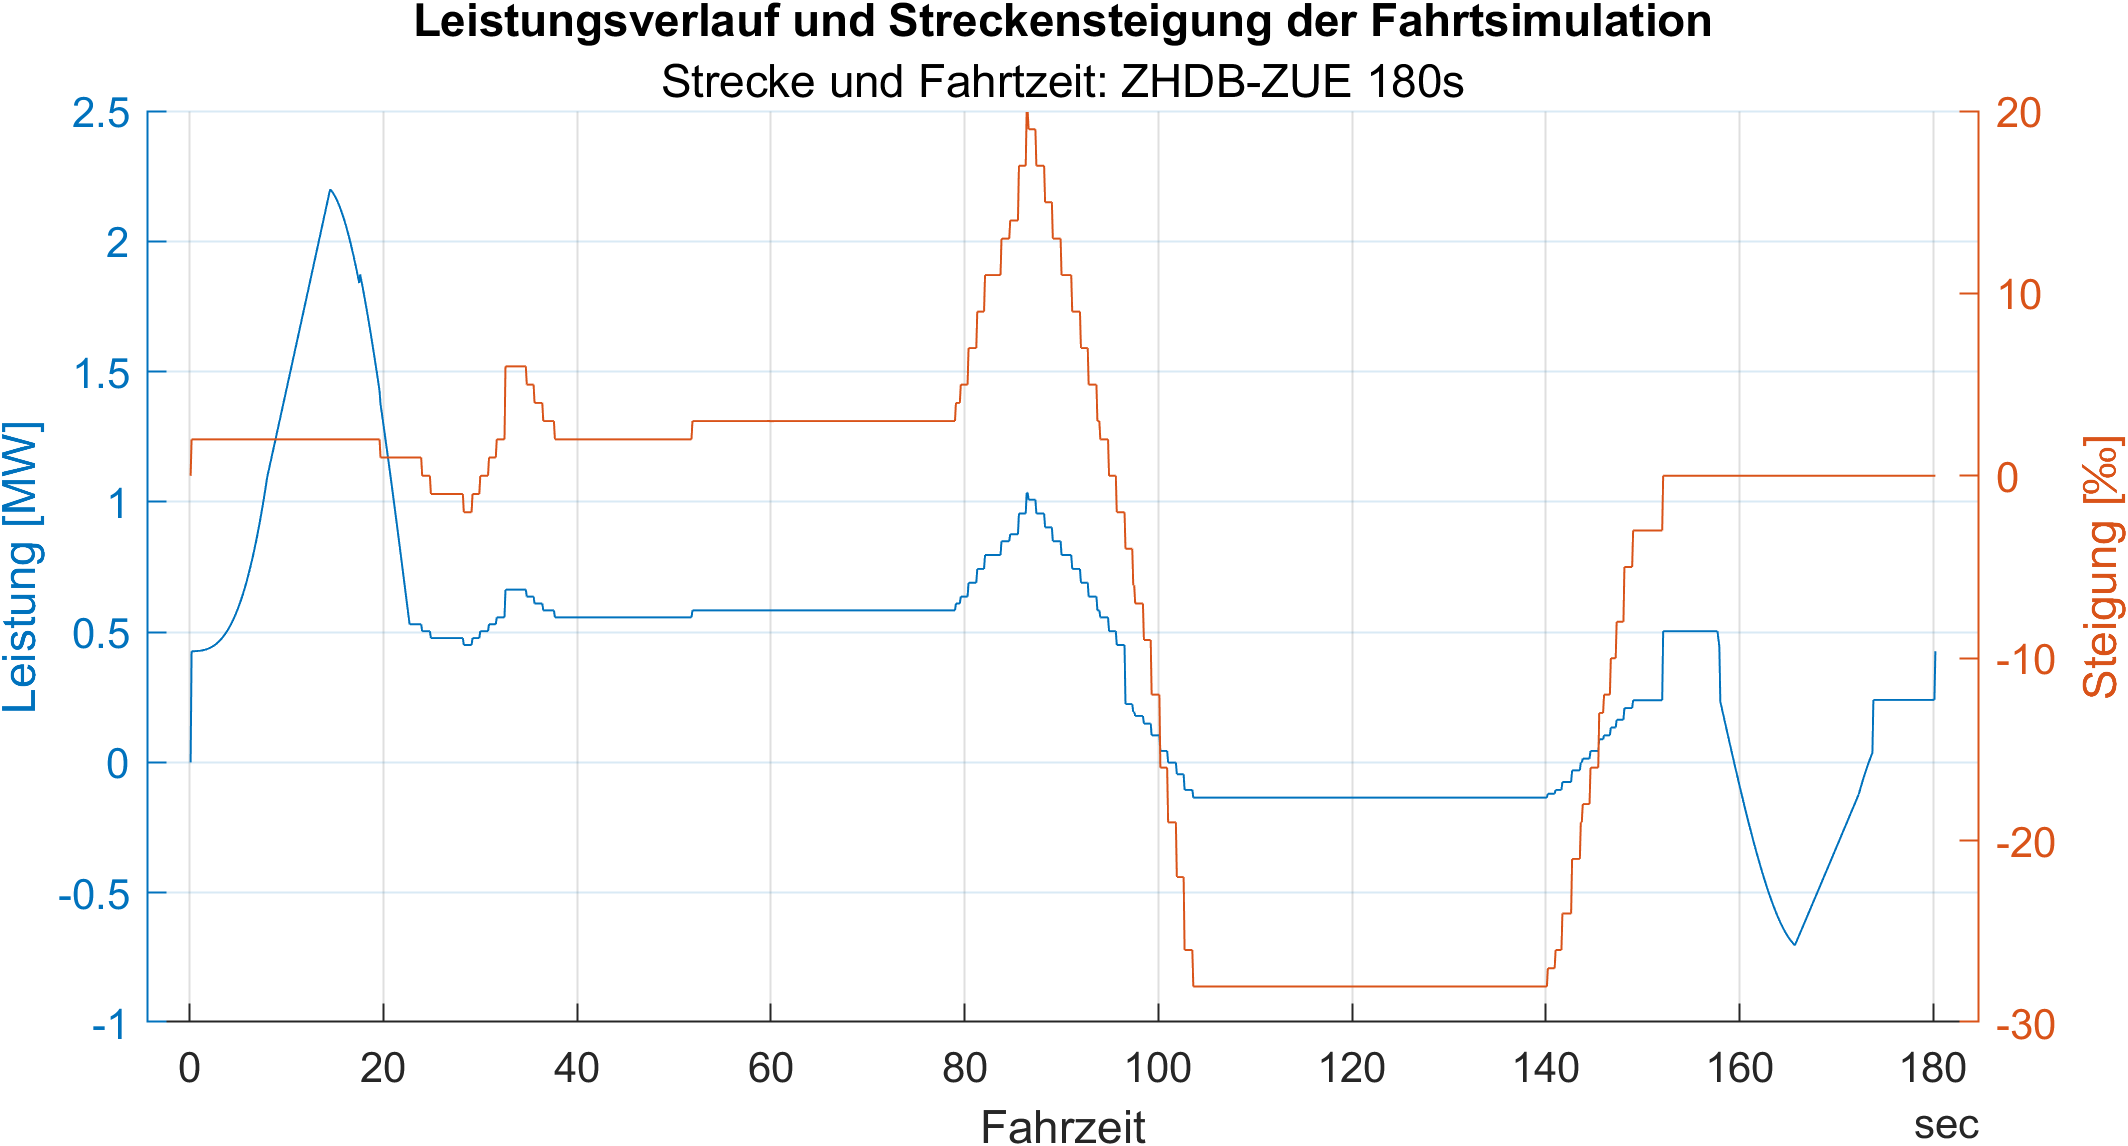 Leistungsverlauf und Streckensteigung der Fahrtsimulation
Strecke und Fahrtzeit: ZHDB-ZUE 180s
2.5
2
1.5
1
0.5
0
-0.5
-1
Leistung [MW]
20
10
0
-10
-20
-30
Steigung [‰]
0 20 40 60 80 100 120 140 160 180
Fahrzeit
sec